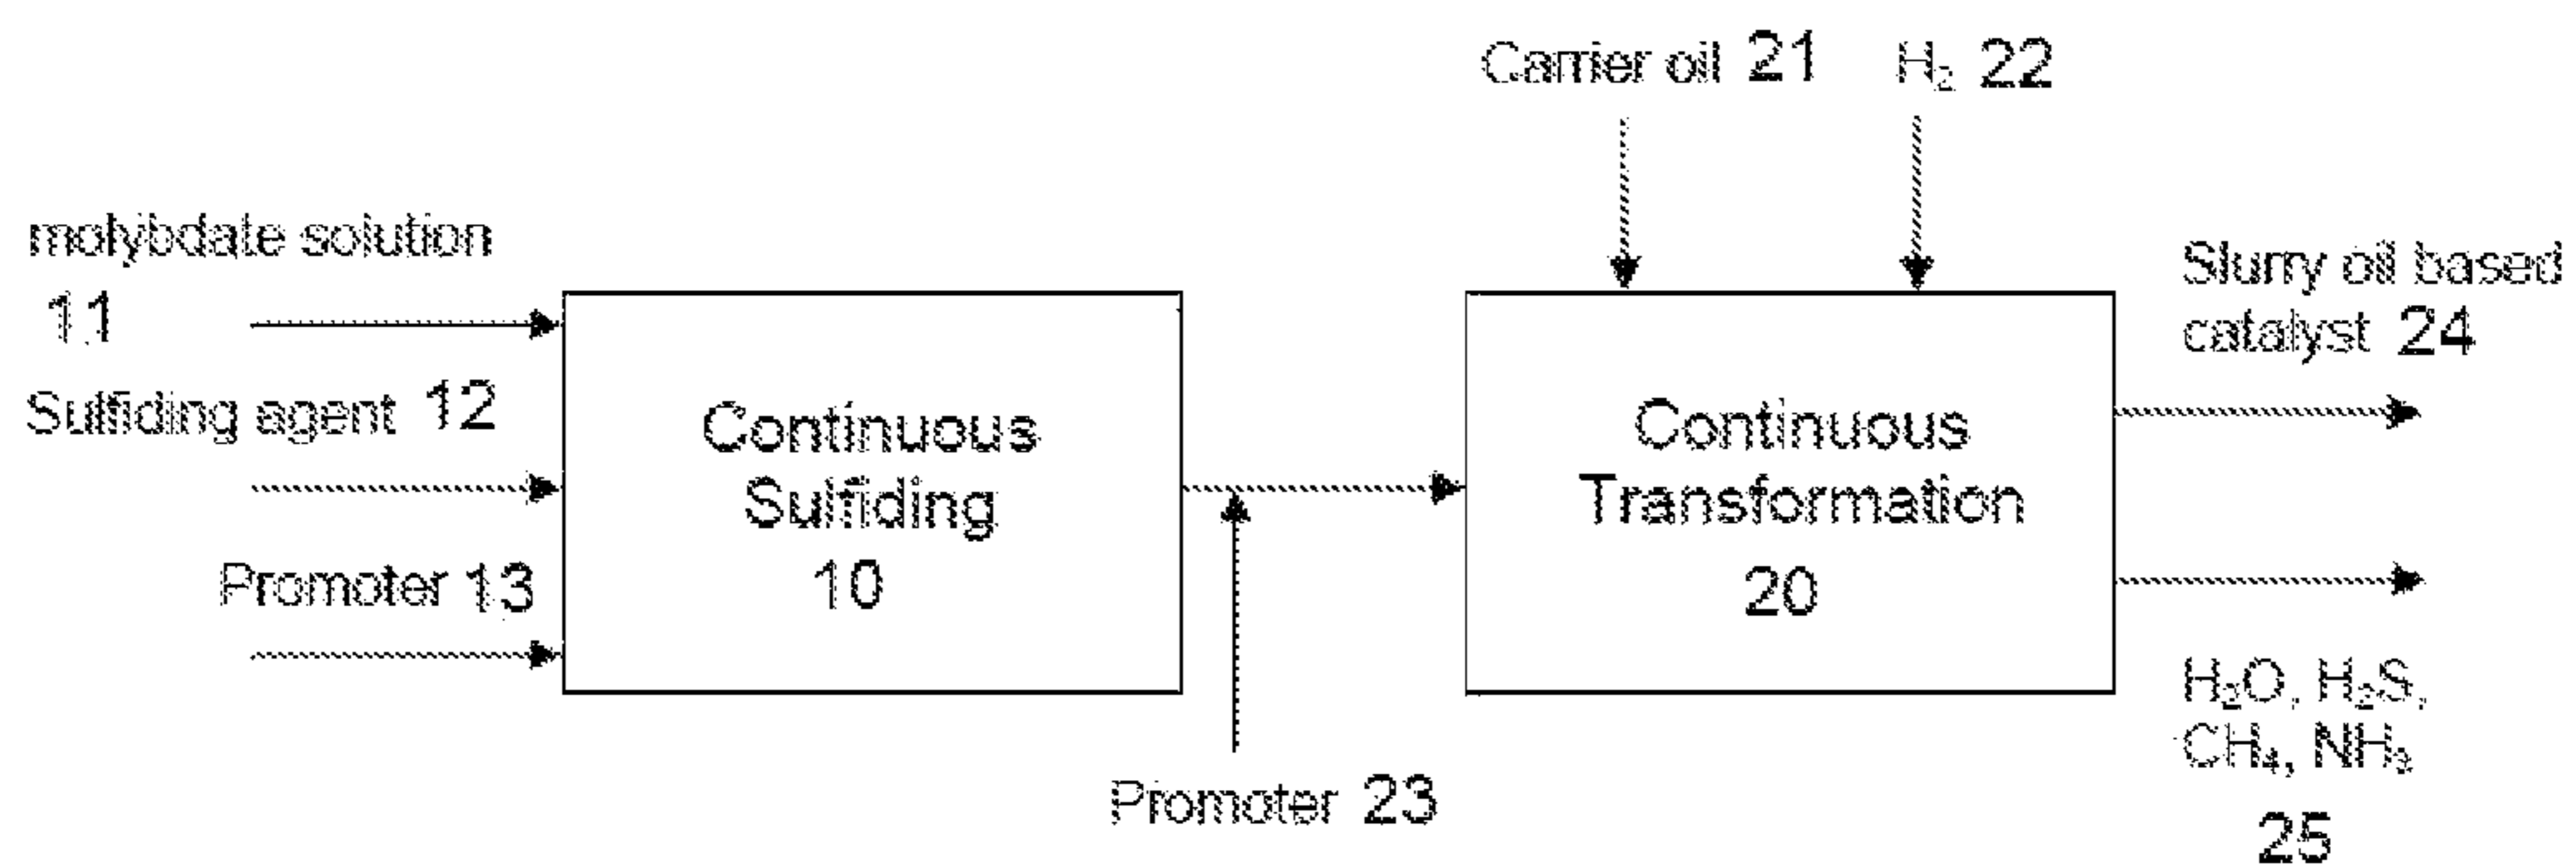 Carrier oil 21
H₂ 22
molybdate solution
11
Sulfiding agent 12
Promoter 13
Continuous
Sulfiding
10
Promoter 23
Continuous
Transformation
20
Slurry oil based
catalyst 24
H₂O, H₂S,
CH₄, NH₃
25